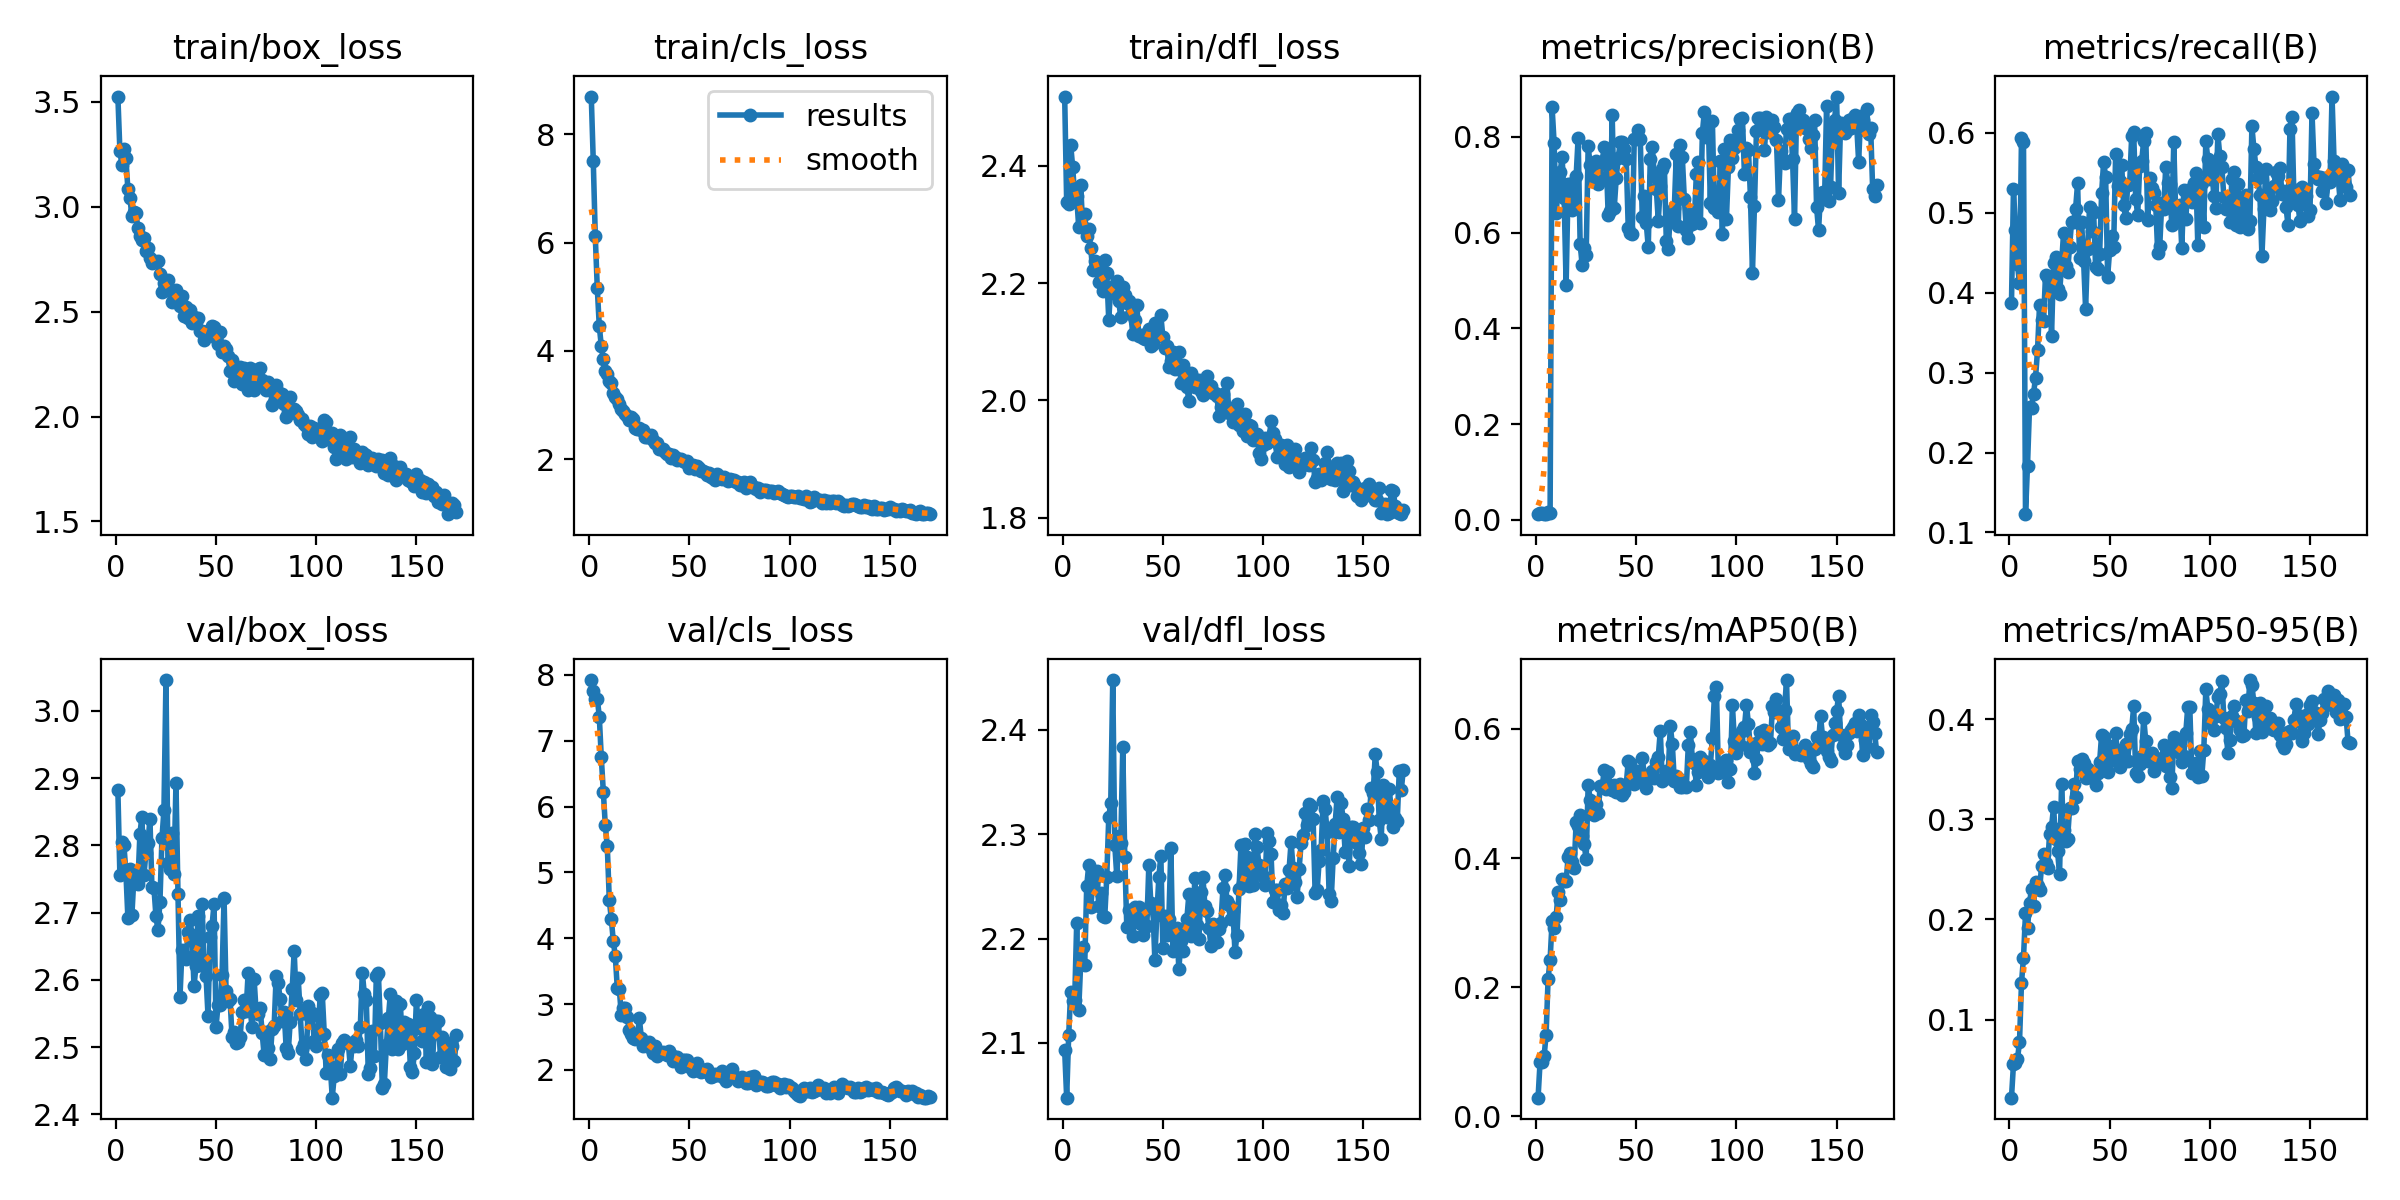 train/box_loss
train/cls_loss
train/dfl_loss
metrics/precision(B)
metrics/recall(B)
3.5
3.0
2.5
2.0
1.5
0 50 100 150
results
smooth
8
6
4
2
0 50 100 150
2.4
2.2
2.0
1.8
0 50 100 150
0.8
0.6
0.4
0.2
0.0
0 50 100 150
0.6
0.5
0.4
0.3
0.2
0.1
0 50 100 150
val/box_loss
val/cls_loss
val/dfl_loss
metrics/mAP50(B)
metrics/mAP50-95(B)
3.0
2.9
2.8
2.7
2.6
2.5
2.4
0 50 100 150
8
7
6
5
4
3
2
0 50 100 150
2.4
2.3
2.2
2.1
0 50 100 150
0.6
0.4
0.2
0.0
0 50 100 150
0.4
0.3
0.2
0.1
0 50 100 150